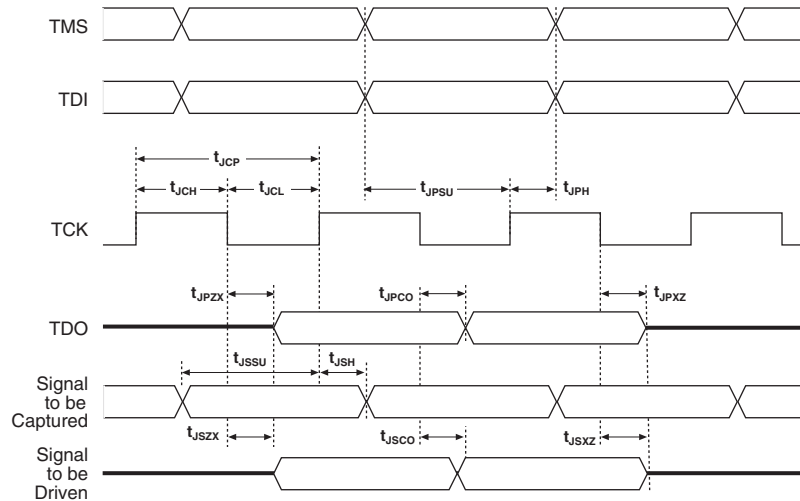 TMS
TDI
tJCP
tJCH
tJCL
tJPSU
tJPH
TCK
tJPZX
tJPCO
tJPXZ
TDO
tJSSU
tJSH
Signal
to be
Captured
tJSZX
tJSCO
tJSXZ
Signal
to be
Driven